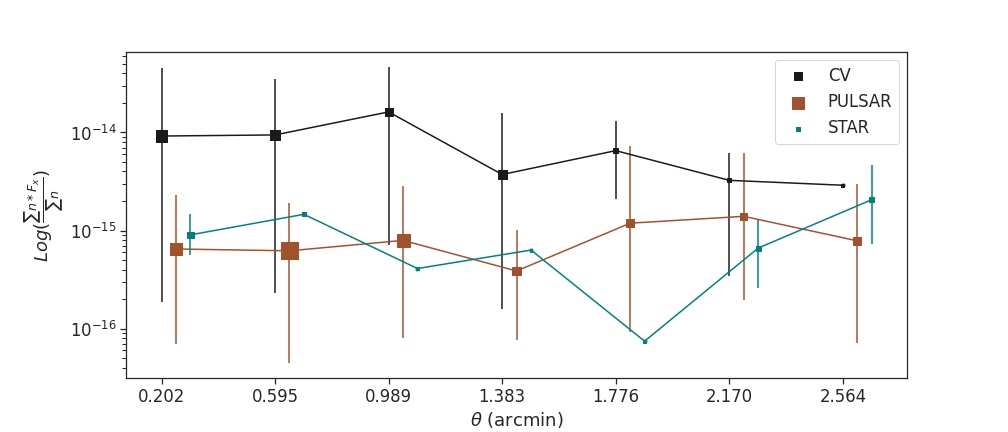 CV
PULSAR
STAR
10⁻¹⁴
10⁻¹⁵
10⁻¹⁶
Log(∑n*Fₓ/∑n)
0.202 0.595 0.989 1.383 1.776 2.170 2.564
θ (arcmin)